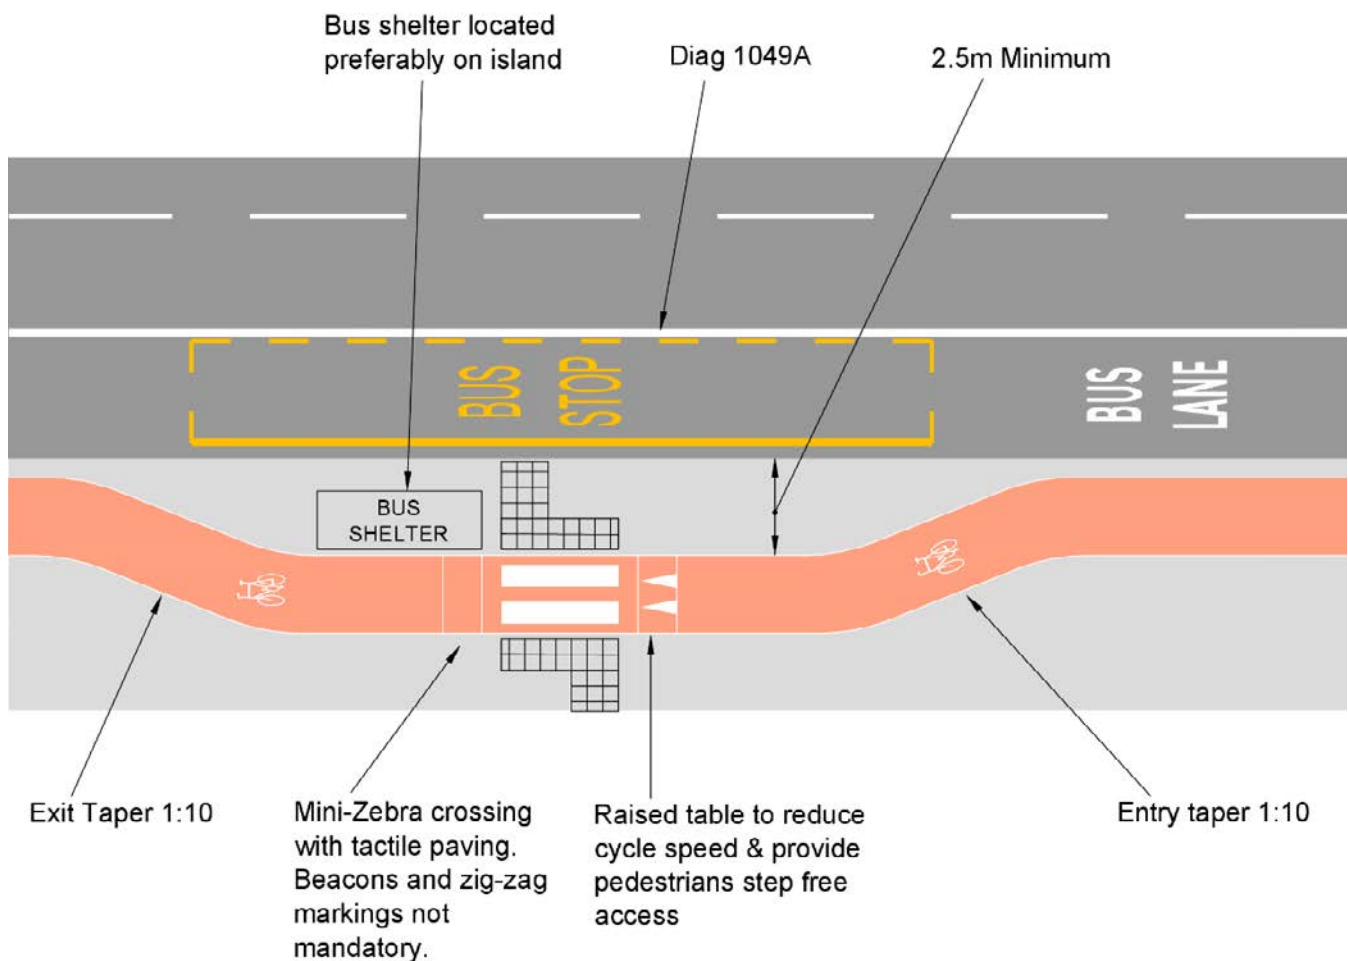 Bus shelter located
preferably on island
Diag 1049A
2.5m Minimum
BUS
STOP
BUS
LANE
BUS
SHELTER
Exit Taper 1:10
Mini-Zebra crossing
with tactile paving.
Beacons and zig-zag
markings not
mandatory.
Raised table to reduce
cycle speed & provide
pedestrians step free
access
Entry taper 1:10